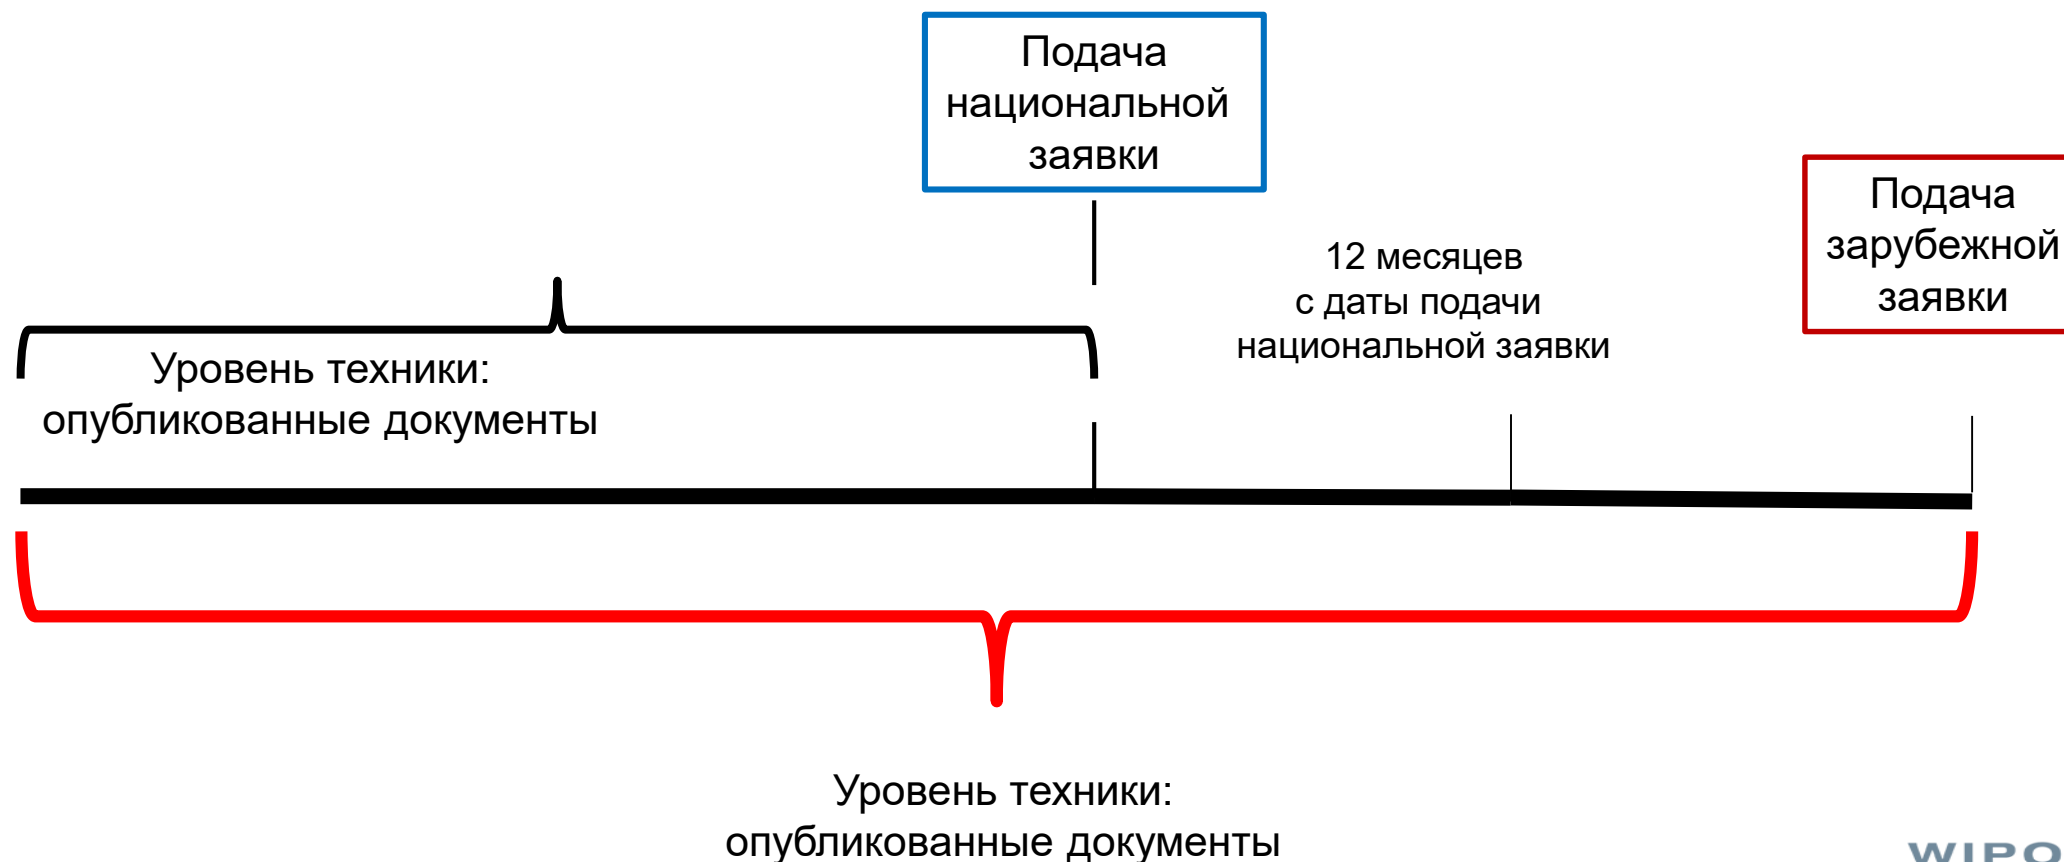 Подача
национальной
заявки
Подача
зарубежной
заявки
12 месяцев
с даты подачи
национальной заявки
Уровень техники:
опубликованные документы
Уровень техники:
опубликованные документы
WIPO